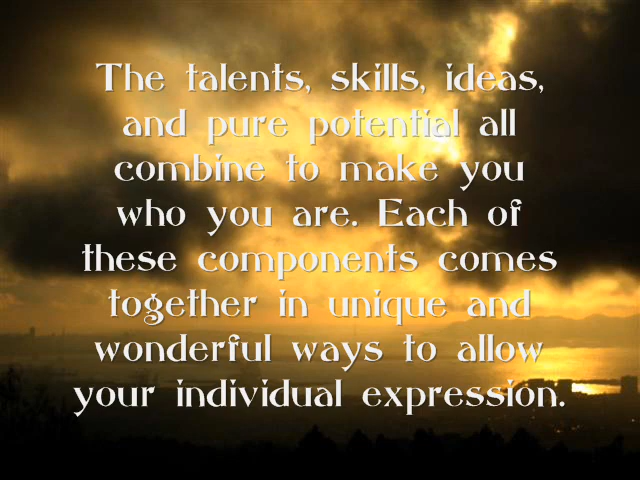 The talents, skills, ideas,
and pure potential all
combine to make you
who you are. Each of
these components comes
together in unique and
wonderful ways to allow
your individual expression.